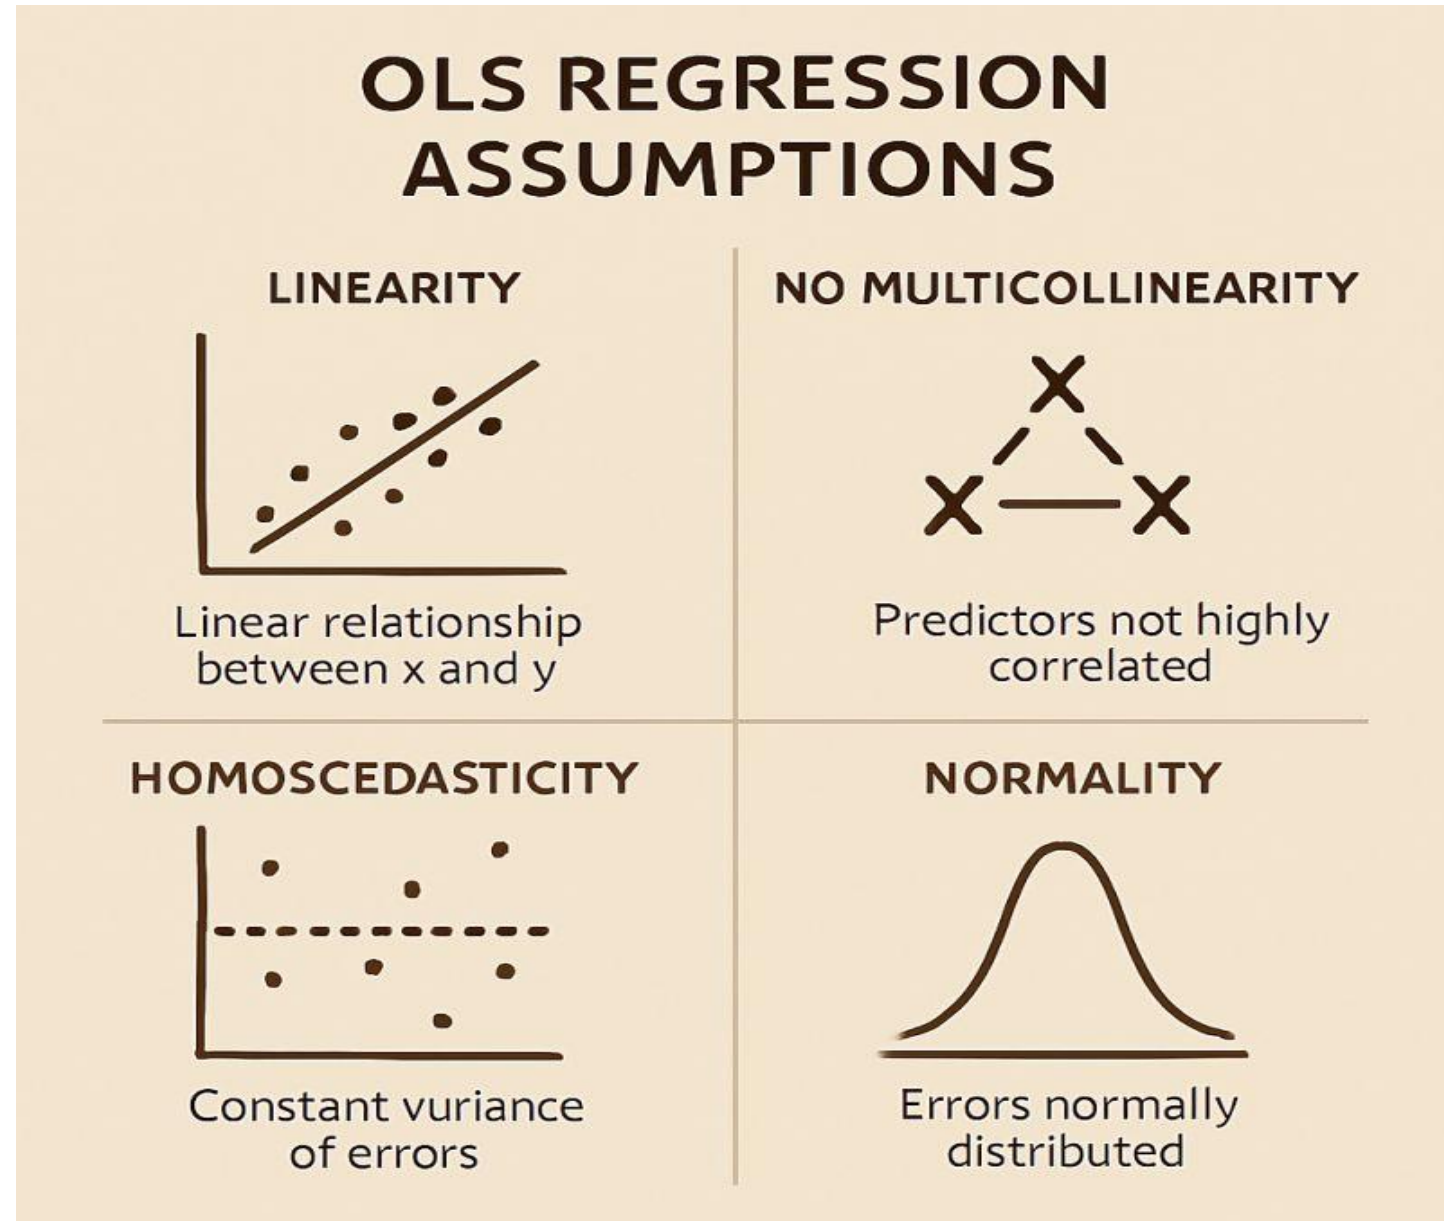 OLS REGRESSION
ASSUMPTIONS
LINEARITY
Linear relationship
between x and y
NO MULTICOLLINEARITY
Predictors not highly
correlated
HOMOSCEDASTICITY
Constant vuriance
of errors
NORMALITY
Errors normally
distributed